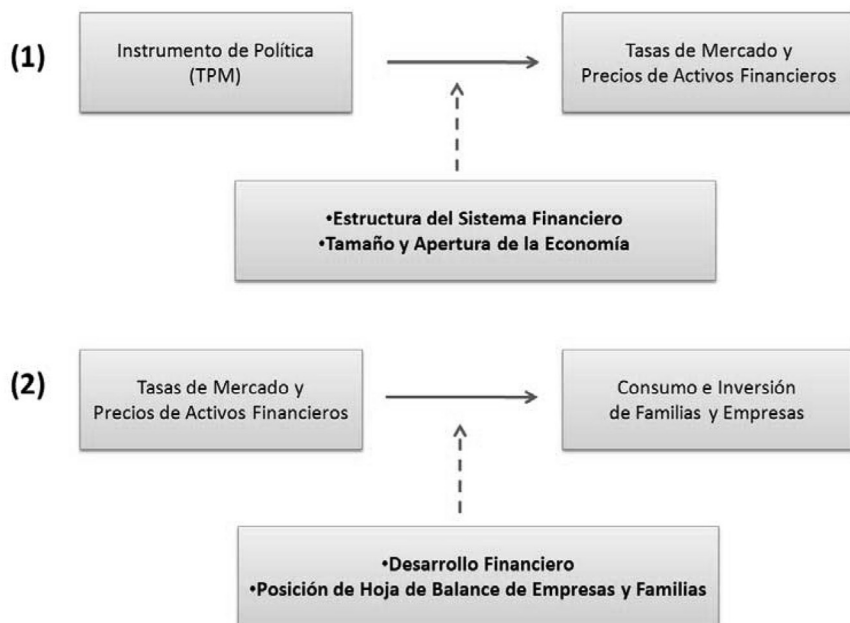 (1)
Instrumento de Política
(TPM)
Tasas de Mercado y
Precios de Activos Financieros
•Estructura del Sistema Financiero
•Tamaño y Apertura de la Economía
(2)
Tasas de Mercado y
Precios de Activos Financieros
Consumo e Inversión
de Familias y Empresas
•Desarrollo Financiero
•Posición de Hoja de Balance de Empresas y Familias